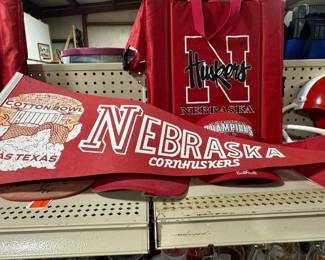 N
Huskers
NEBRASKA
CHAMPIONS
COTTON BOWL
AS TEXAS
NEBRASKA
CORNHUSKERS